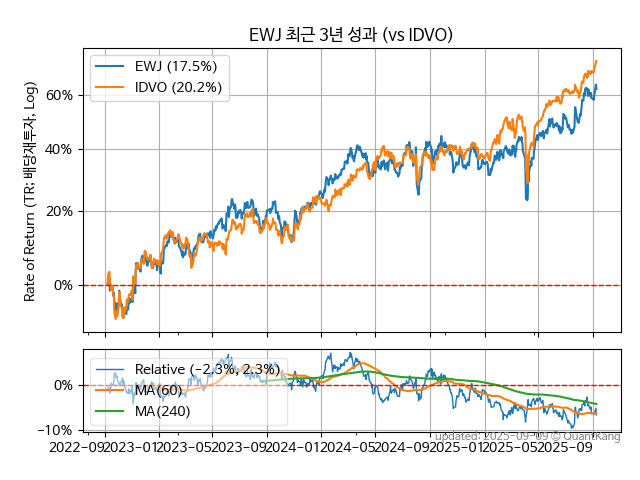 EWJ 최근 3년 성과 (vs IDVO)
EWJ (17.5%)
IDVO (20.2%)
Rate of Return (TR: 배당재투자, Log)
60%
40%
20%
0%
Relative (−2.3%, 2.3%)
MA(60)
MA(240)
0%
−10%
updated: 2025-09-09 © QuantKang
2022-09 2023-01 2023-05 2023-09 2024-01 2024-05 2024-09 2025-01 2025-05 2025-09